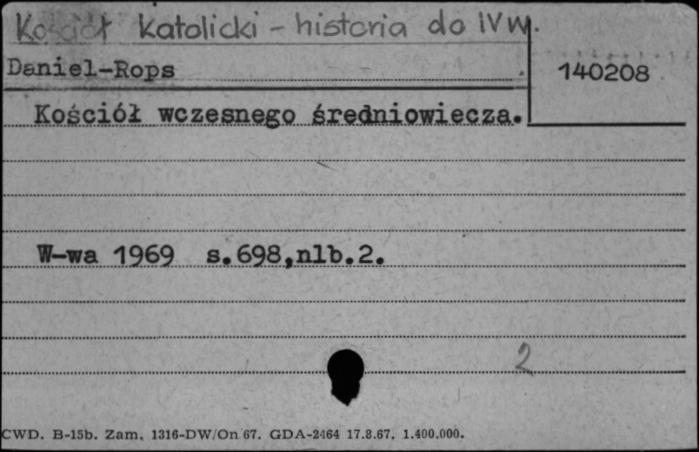 Kościół katolicki - historia do IV w.
Daniel-Rops
140208
Kościół wczesnego średniowiecza.
W-wa 1969 s.698,nlb.2.
2
CWD. B-15b. Zam. 1316-DW/On 67. GDA-2464 17.8.67. 1.400.000.